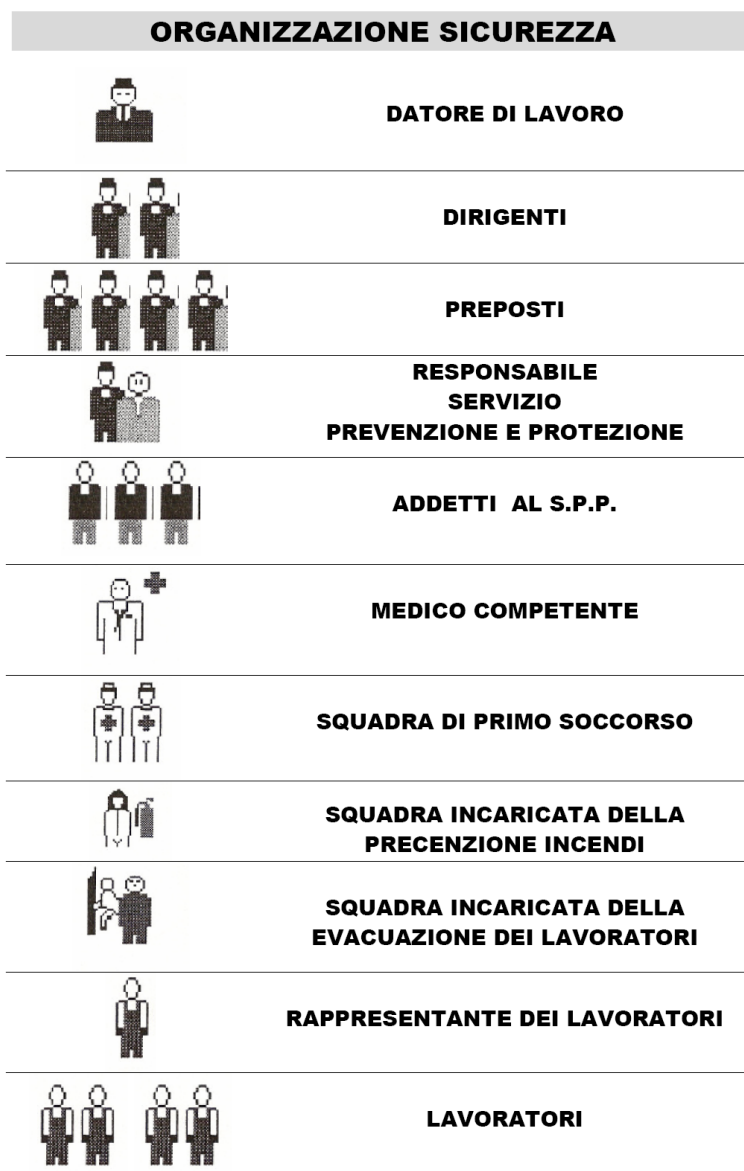 ORGANIZZAZIONE SICUREZZA
DATORE DI LAVORO
DIRIGENTI
PREPOSTI
RESPONSABILE
SERVIZIO
PREVENZIONE E PROTEZIONE
ADDETTI AL S.P.P.
MEDICO COMPETENTE
SQUADRA DI PRIMO SOCCORSO
SQUADRA INCARICATA DELLA
PRECENZIONE INCENDI
SQUADRA INCARICATA DELLA
EVACUAZIONE DEI LAVORATORI
RAPPRESENTANTE DEI LAVORATORI
LAVORATORI